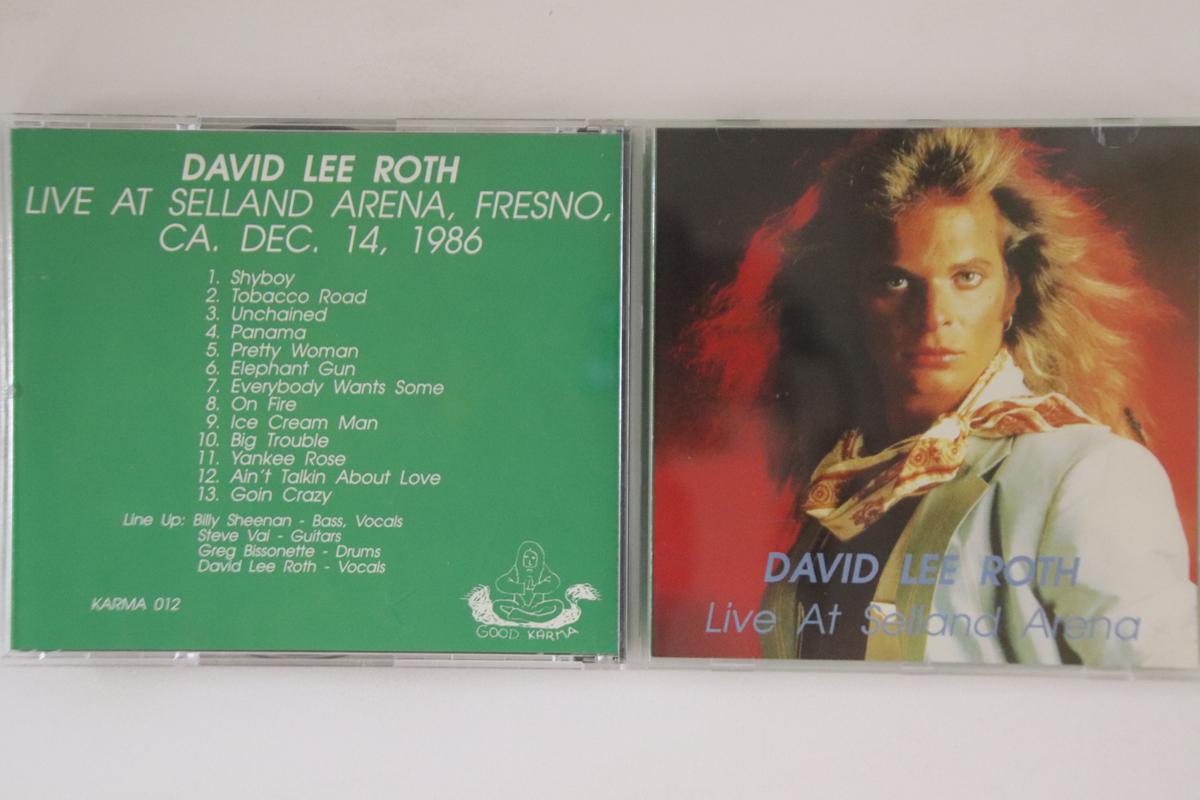 DAVID LEE ROTH
LIVE AT SELLAND ARENA, FRESNO,
CA. DEC. 14, 1986
1. Shyboy
2. Tobacco Road
3. Unchained
4. Panama
5. Pretty Woman
6. Elephant Gun
7. Everybody Wants Some
8. On Fire
9. Ice Cream Man
10. Big Trouble
11. Yankee Rose
12. Ain't Talkin About Love
13. Goin Crazy
Line Up: Billy Sheenan - Bass, Vocals
Steve Vai - Guitars
Greg Bissonette - Drums
David Lee Roth - Vocals
KARMA 012
GOOD KARMA
DAVID LEE ROTH
Live At Selland Arena